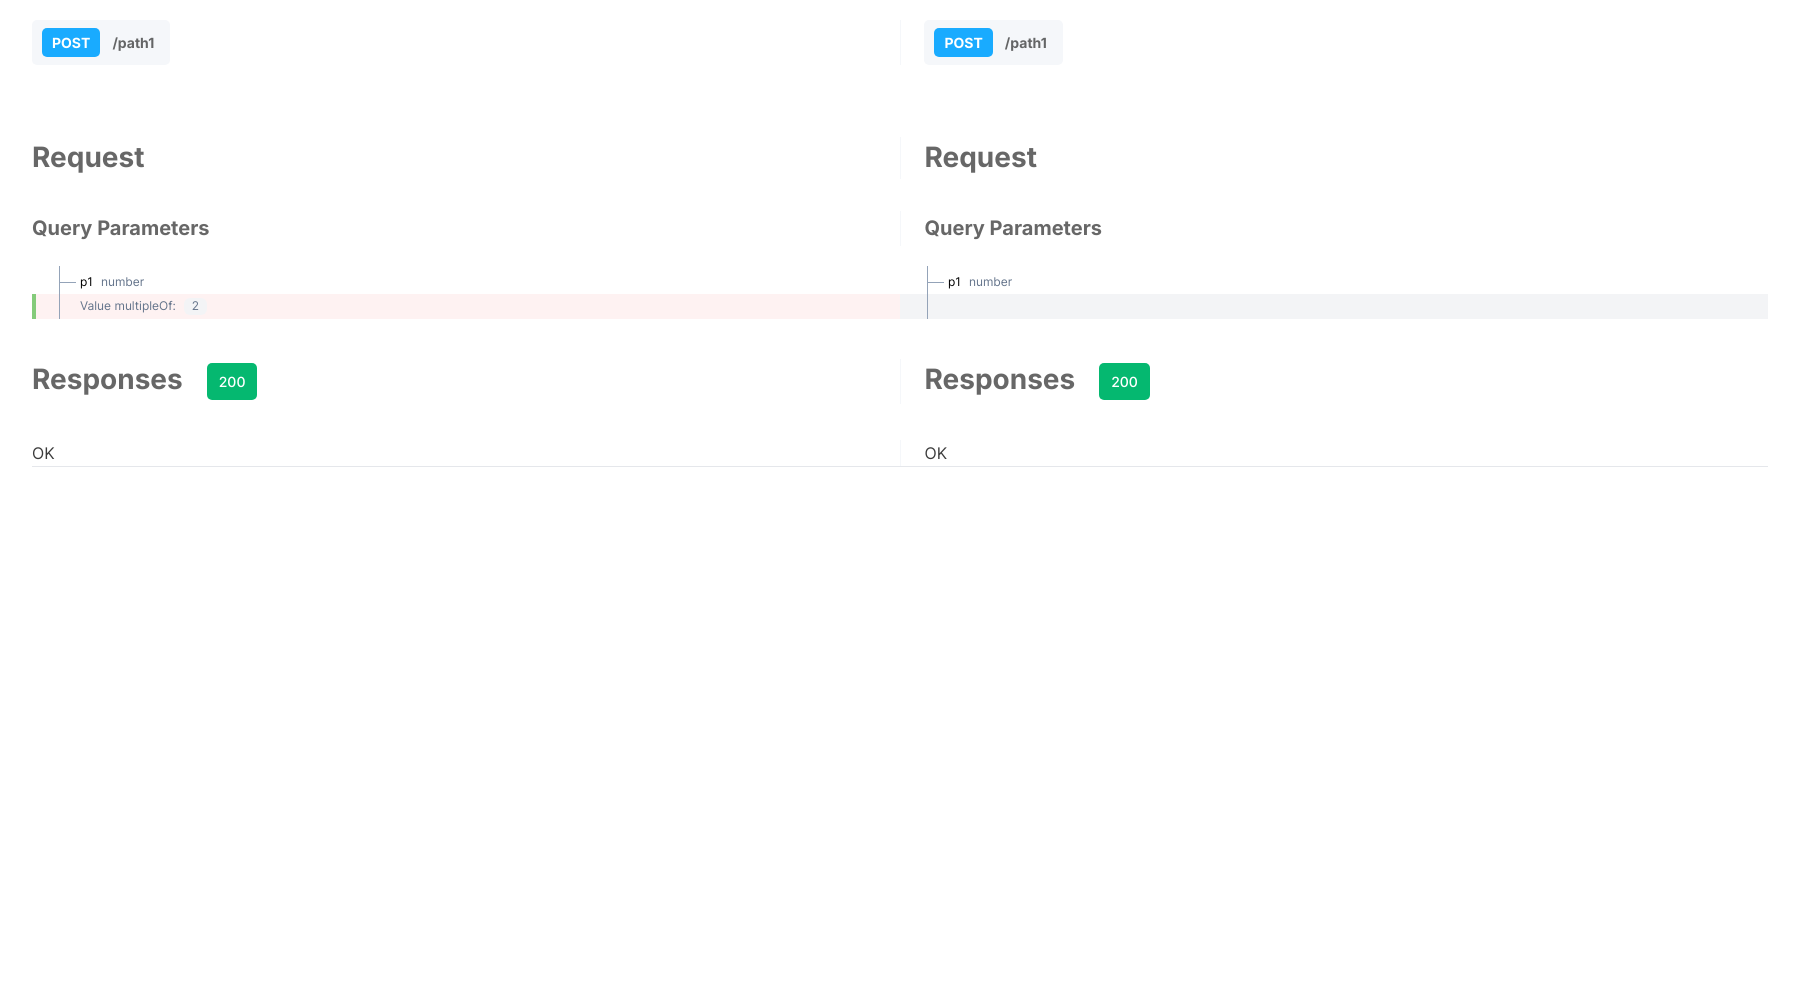 POST /path1
Request
Query Parameters
p1 number
Value multipleOf: 2
Responses 200
OK
POST /path1
Request
Query Parameters
p1 number
Responses 200
OK